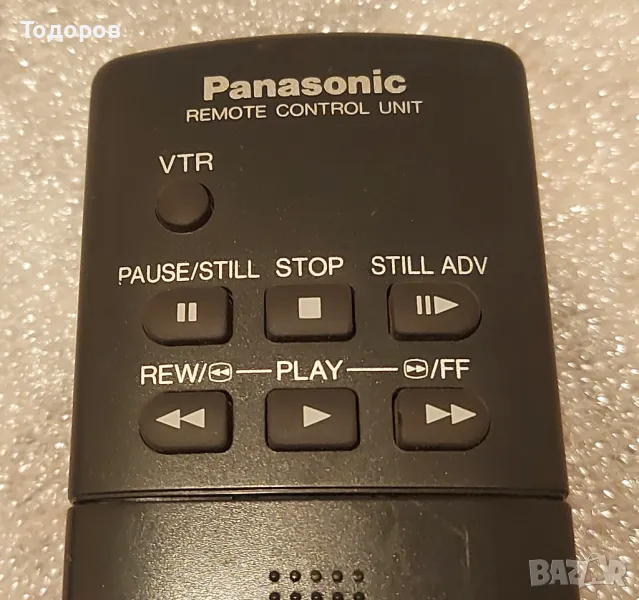 Тодоров
Panasonic
REMOTE CONTROL UNIT
VTR
PAUSE/STILL STOP STILL ADV
REW/ PLAY /FF
BAZAR